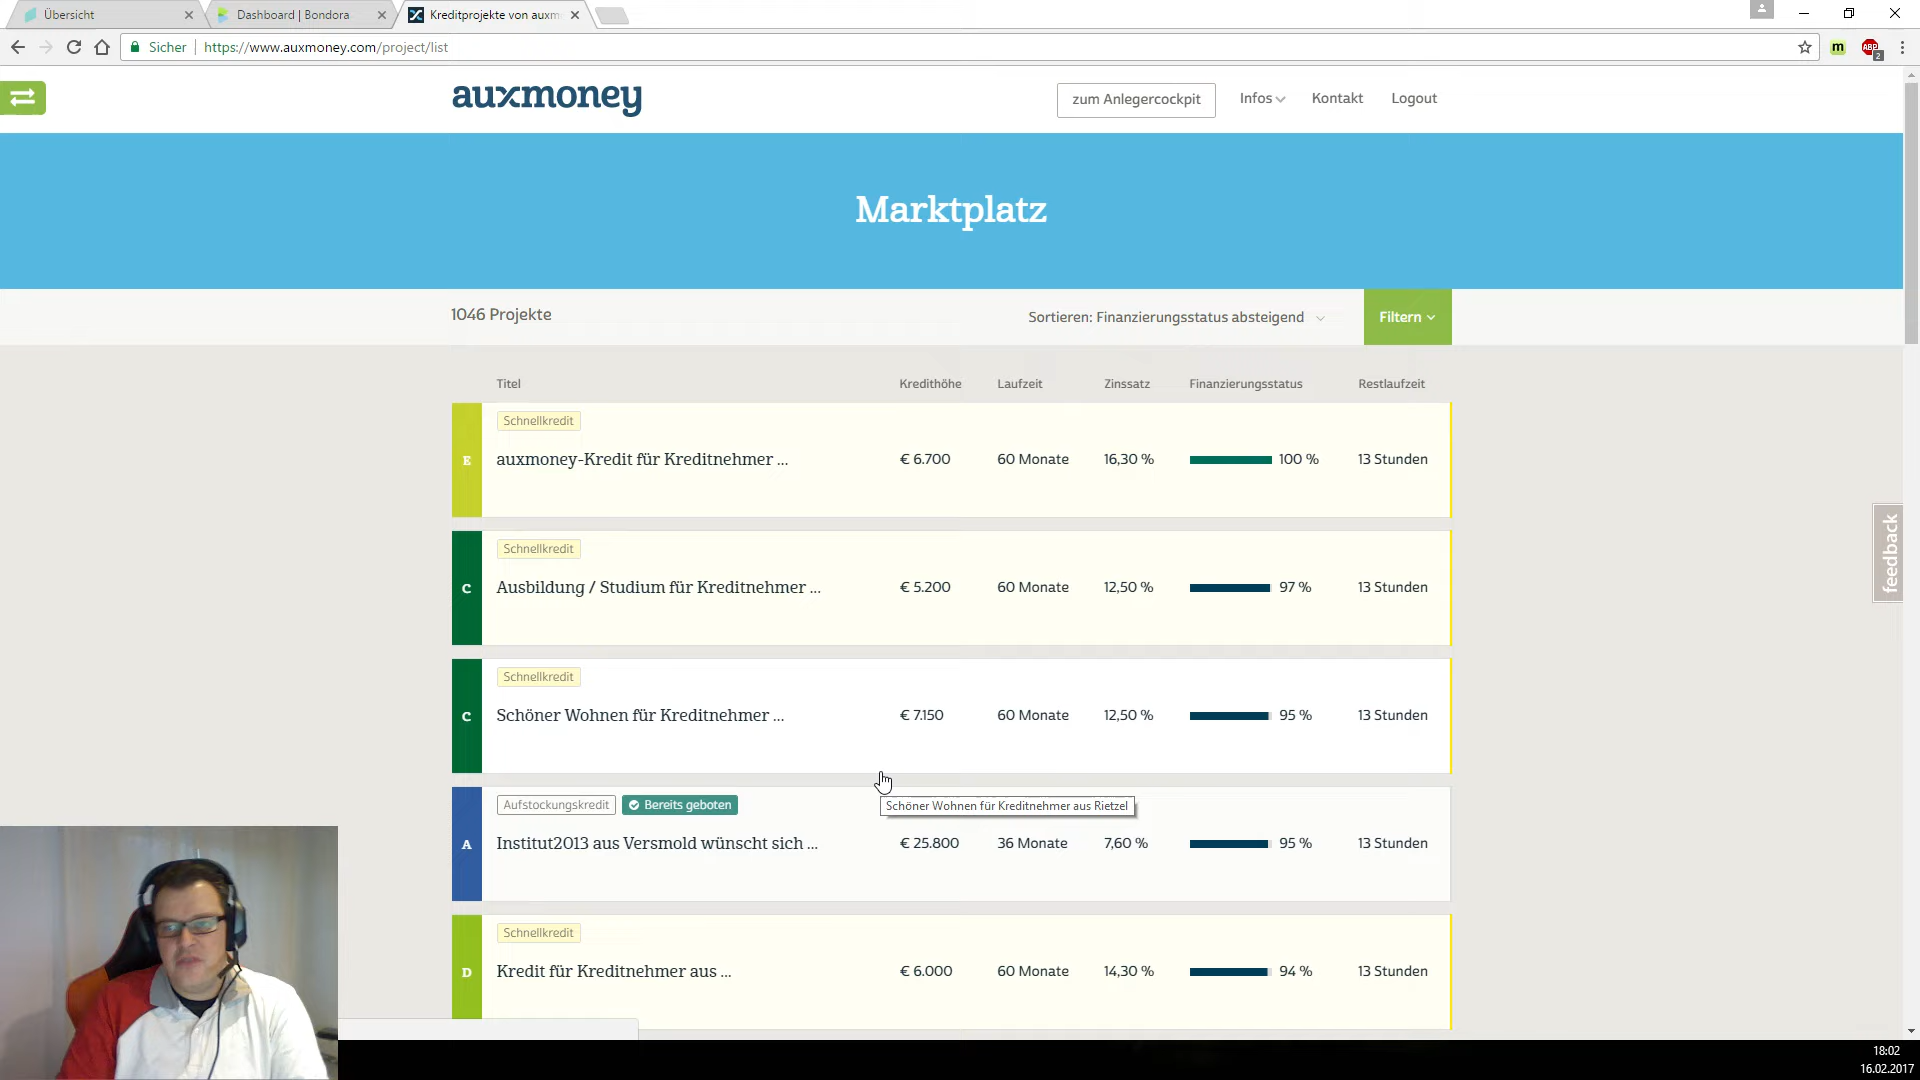 Übersicht
Dashboard | Bondora
Kreditprojekte von auxm
Sicher
https://www.auxmoney.com/project/list
m
ABP
2
auxmoney
zum Anlegercockpit
Infos
Kontakt
Logout
Marktplatz
1046 Projekte
Sortieren: Finanzierungsstatus absteigend
Filtern
Titel Kredithöhe Laufzeit Zinssatz Finanzierungsstatus Restlaufzeit
Schnellkredit
E auxmoney-Kredit für Kreditnehmer ... € 6.700 60 Monate 16,30 % 100 % 13 Stunden
Schnellkredit
C Ausbildung / Studium für Kreditnehmer ... € 5.200 60 Monate 12,50 % 97 % 13 Stunden
Schnellkredit
C Schöner Wohnen für Kreditnehmer ... € 7.150 60 Monate 12,50 % 95 % 13 Stunden
Aufstockungskredit Bereits geboten
Schöner Wohnen für Kreditnehmer aus Rietzel
A Institut2013 aus Versmold wünscht sich ... € 25.800 36 Monate 7,60 % 95 % 13 Stunden
Schnellkredit
D Kredit für Kreditnehmer aus ... € 6.000 60 Monate 14,30 % 94 % 13 Stunden
feedback
18:02
16.02.2017